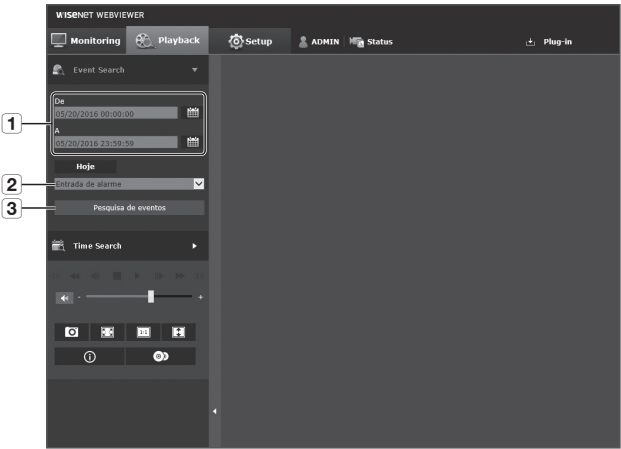 WISENET WEBVIEWER
Monitoring Playback Setup ADMIN Status Plug-in
Event Search
De
05/20/2016 00:00:00
1
A
05/20/2016 23:59:59
Hoje
2 Entrada de alarme
3 Pesquisa de eventos
Time Search
- +
1:1